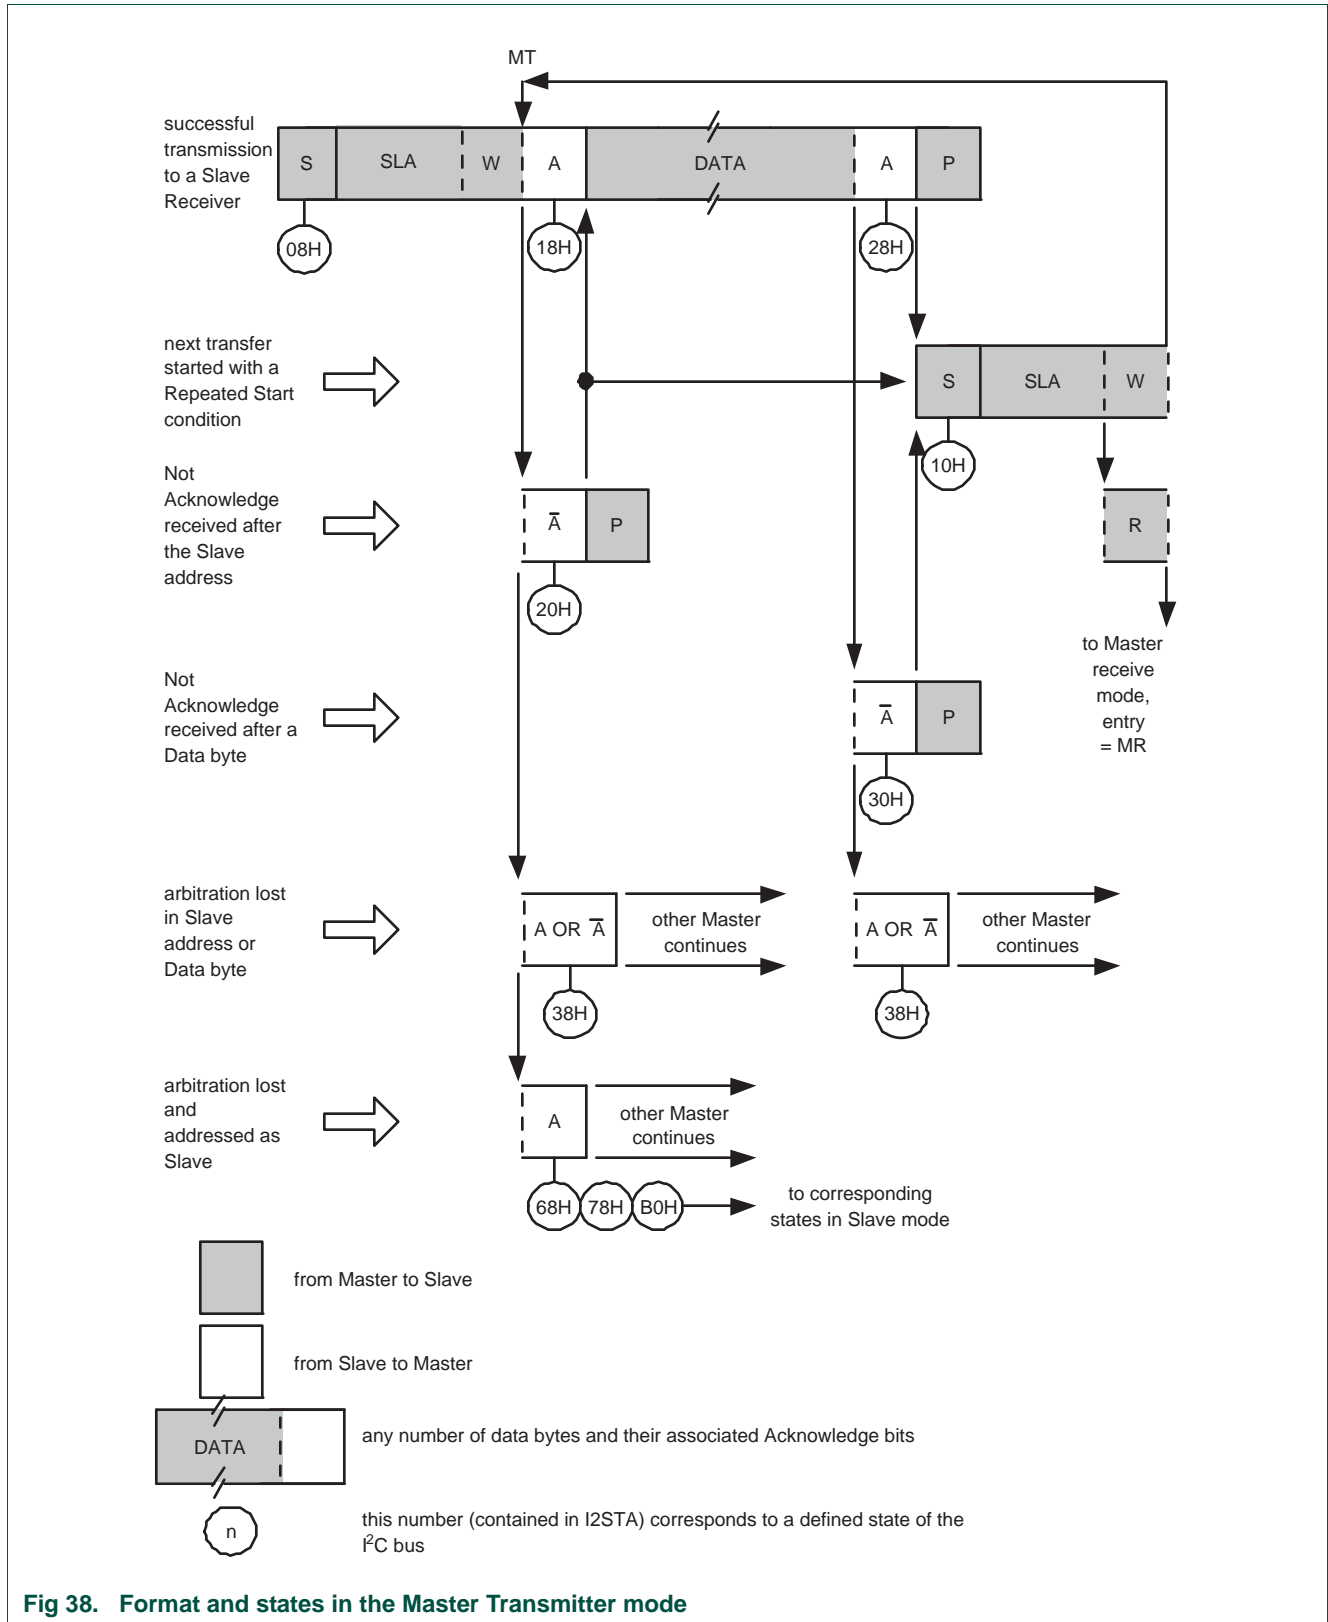 MT
successful
transmission
to a Slave
Receiver
S SLA W A DATA A P
08H 18H 28H
next transfer
started with a
Repeated Start
condition
S SLA W
10H
Not
Acknowledge
received after
the Slave
address
A̅ P
R
20H
to Master
receive
mode,
entry
= MR
Not
Acknowledge
received after a
Data byte
A̅ P
30H
arbitration lost
in Slave
address or
Data byte
A OR A̅
other Master
continues
A OR A̅
other Master
continues
38H 38H
arbitration lost
and
addressed as
Slave
A
other Master
continues
68H 78H B0H
to corresponding
states in Slave mode
from Master to Slave
from Slave to Master
DATA
any number of data bytes and their associated Acknowledge bits
n
this number (contained in I2STA) corresponds to a defined state of the
I²C bus
Fig 38. Format and states in the Master Transmitter mode